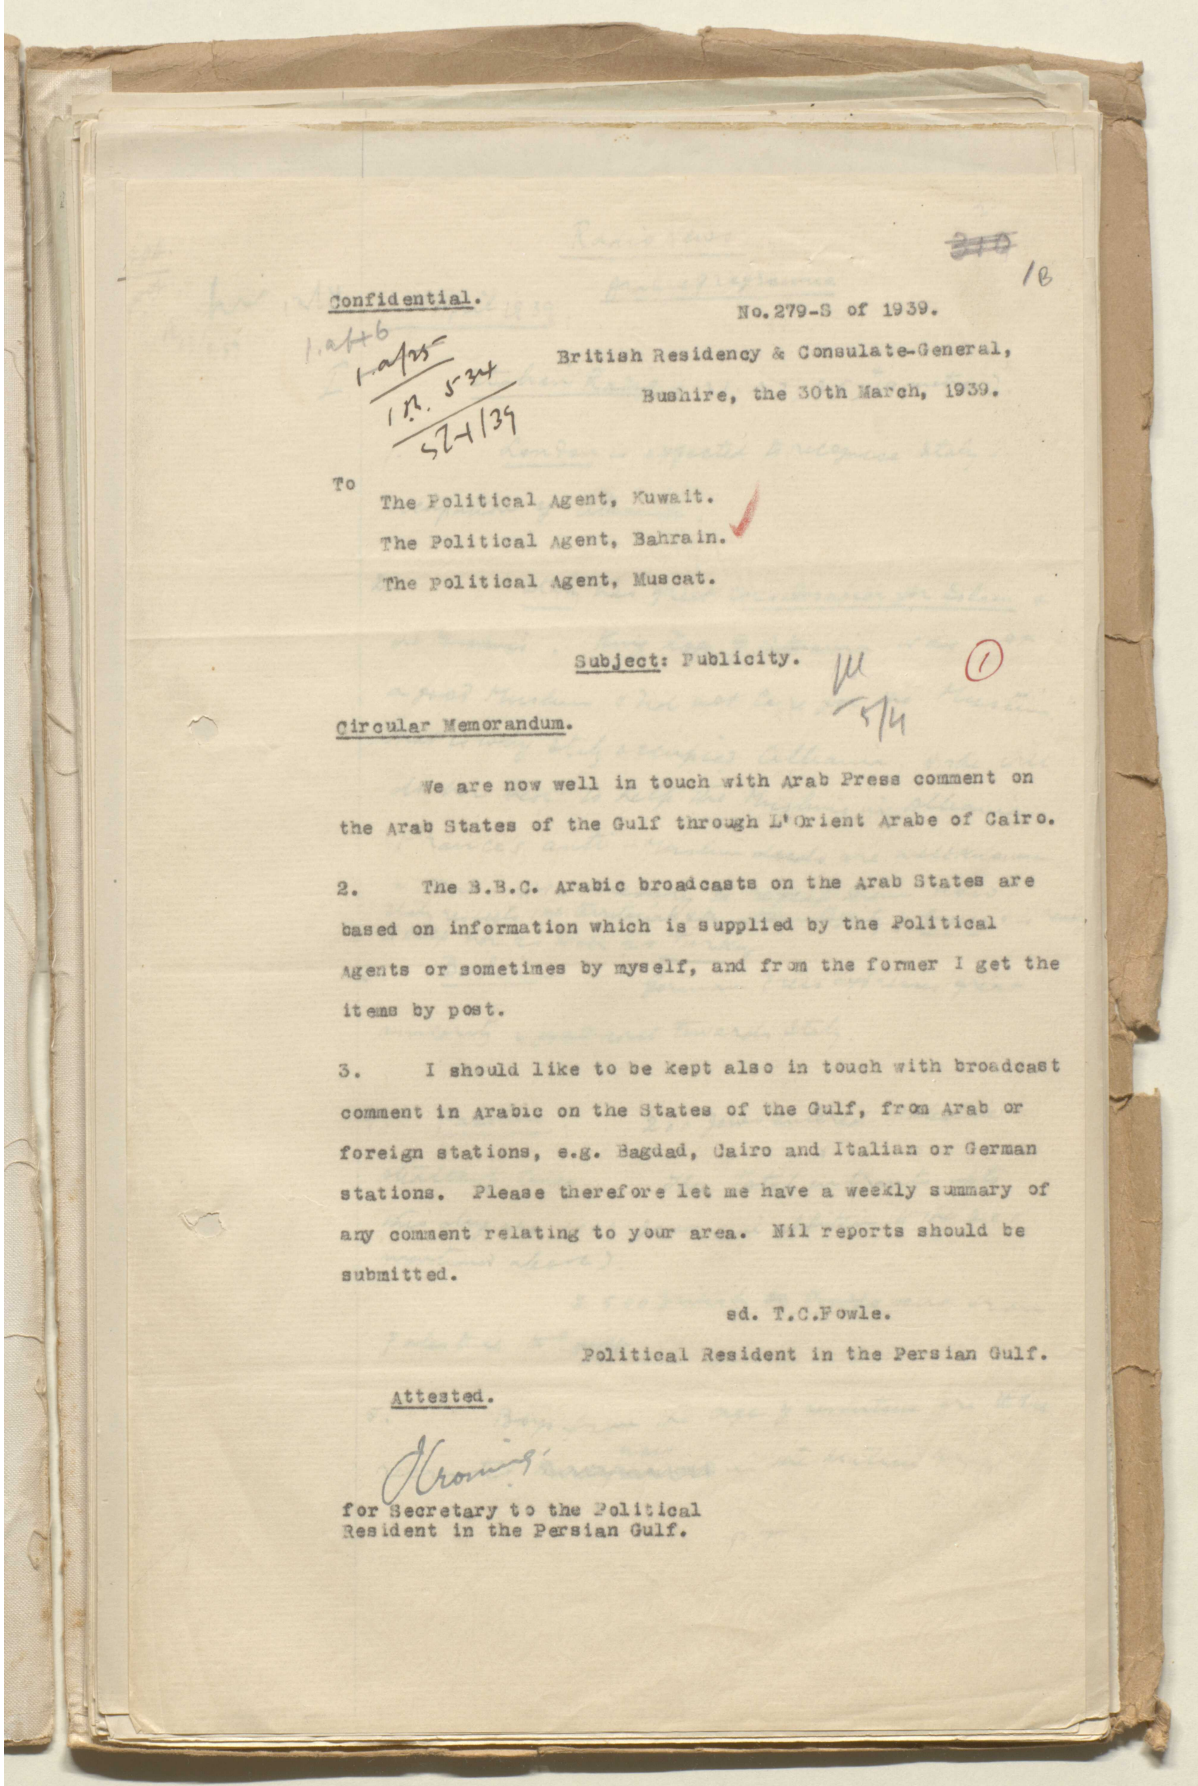 310
1B
Confidential.
No.279-S of 1939.
British Residency & Consulate-General,
Bushire, the 30th March, 1939.
To
The Political Agent, Kuwait.
The Political Agent, Bahrain.
The Political Agent, Muscat.
Subject: Publicity.
1
5/4
Circular Memorandum.
We are now well in touch with Arab Press comment on
the Arab States of the Gulf through L'Orient Arabe of Cairo.
2. The B.B.C. Arabic broadcasts on the Arab States are
based on information which is supplied by the Political
Agents or sometimes by myself, and from the former I get the
items by post.
3. I should like to be kept also in touch with broadcast
comment in Arabic on the States of the Gulf, from Arab or
foreign stations, e.g. Bagdad, Cairo and Italian or German
stations. Please therefore let me have a weekly summary of
any comment relating to your area. Nil reports should be
submitted.
sd. T.C.Fowle.
Political Resident in the Persian Gulf.
Attested.
for Secretary to the Political
Resident in the Persian Gulf.